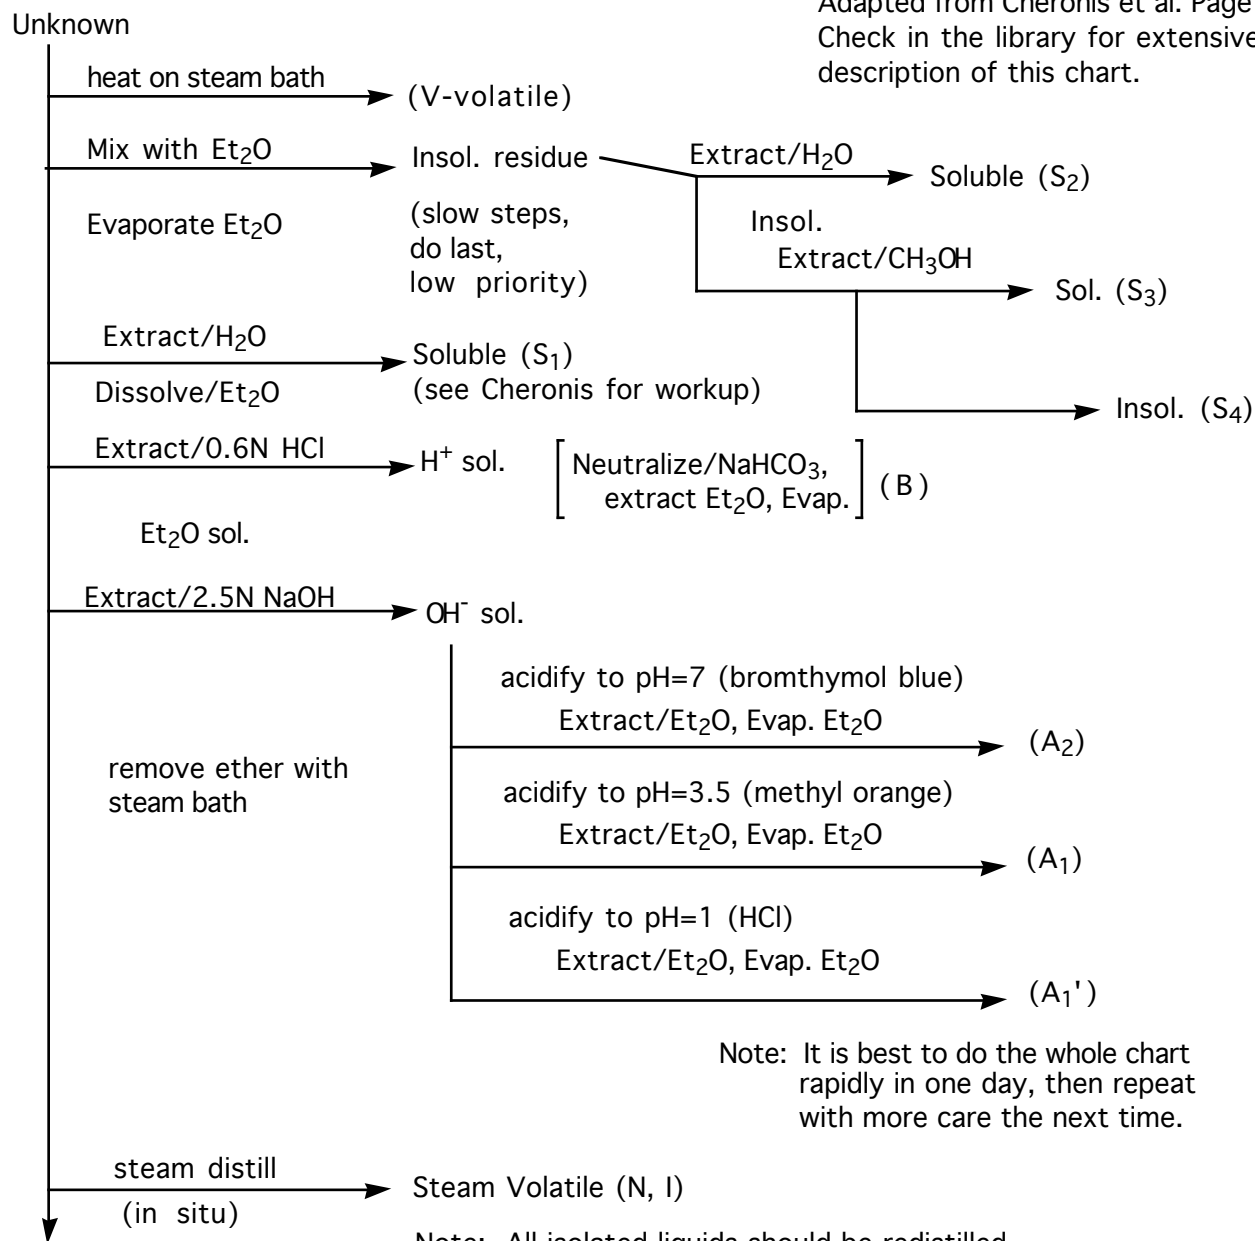 Adapted from Cheronis et al. Page
Unknown
Check in the library for extensive
description of this chart.
heat on steam bath
(V-volatile)
Mix with Et2O
Insol. residue
Extract/H2O
Soluble (S2)
Evaporate Et2O
(slow steps,
do last,
low priority)
Insol.
Extract/CH3OH
Sol. (S3)
Extract/H2O
Soluble (S1)
(see Cheronis for workup)
Dissolve/Et2O
Insol. (S4)
Extract/0.6N HCl
H+ sol.
Neutralize/NaHCO3,
extract Et2O, Evap.
(B)
Et2O sol.
Extract/2.5N NaOH
OH- sol.
acidify to pH=7 (bromthymol blue)
Extract/Et2O, Evap. Et2O
(A2)
remove ether with
steam bath
acidify to pH=3.5 (methyl orange)
Extract/Et2O, Evap. Et2O
(A1)
acidify to pH=1 (HCl)
Extract/Et2O, Evap. Et2O
(A1')
Note: It is best to do the whole chart
rapidly in one day, then repeat
with more care the next time.
steam distill
(in situ)
Steam Volatile (N, I)
Note: All isolated liquids should be redistilled